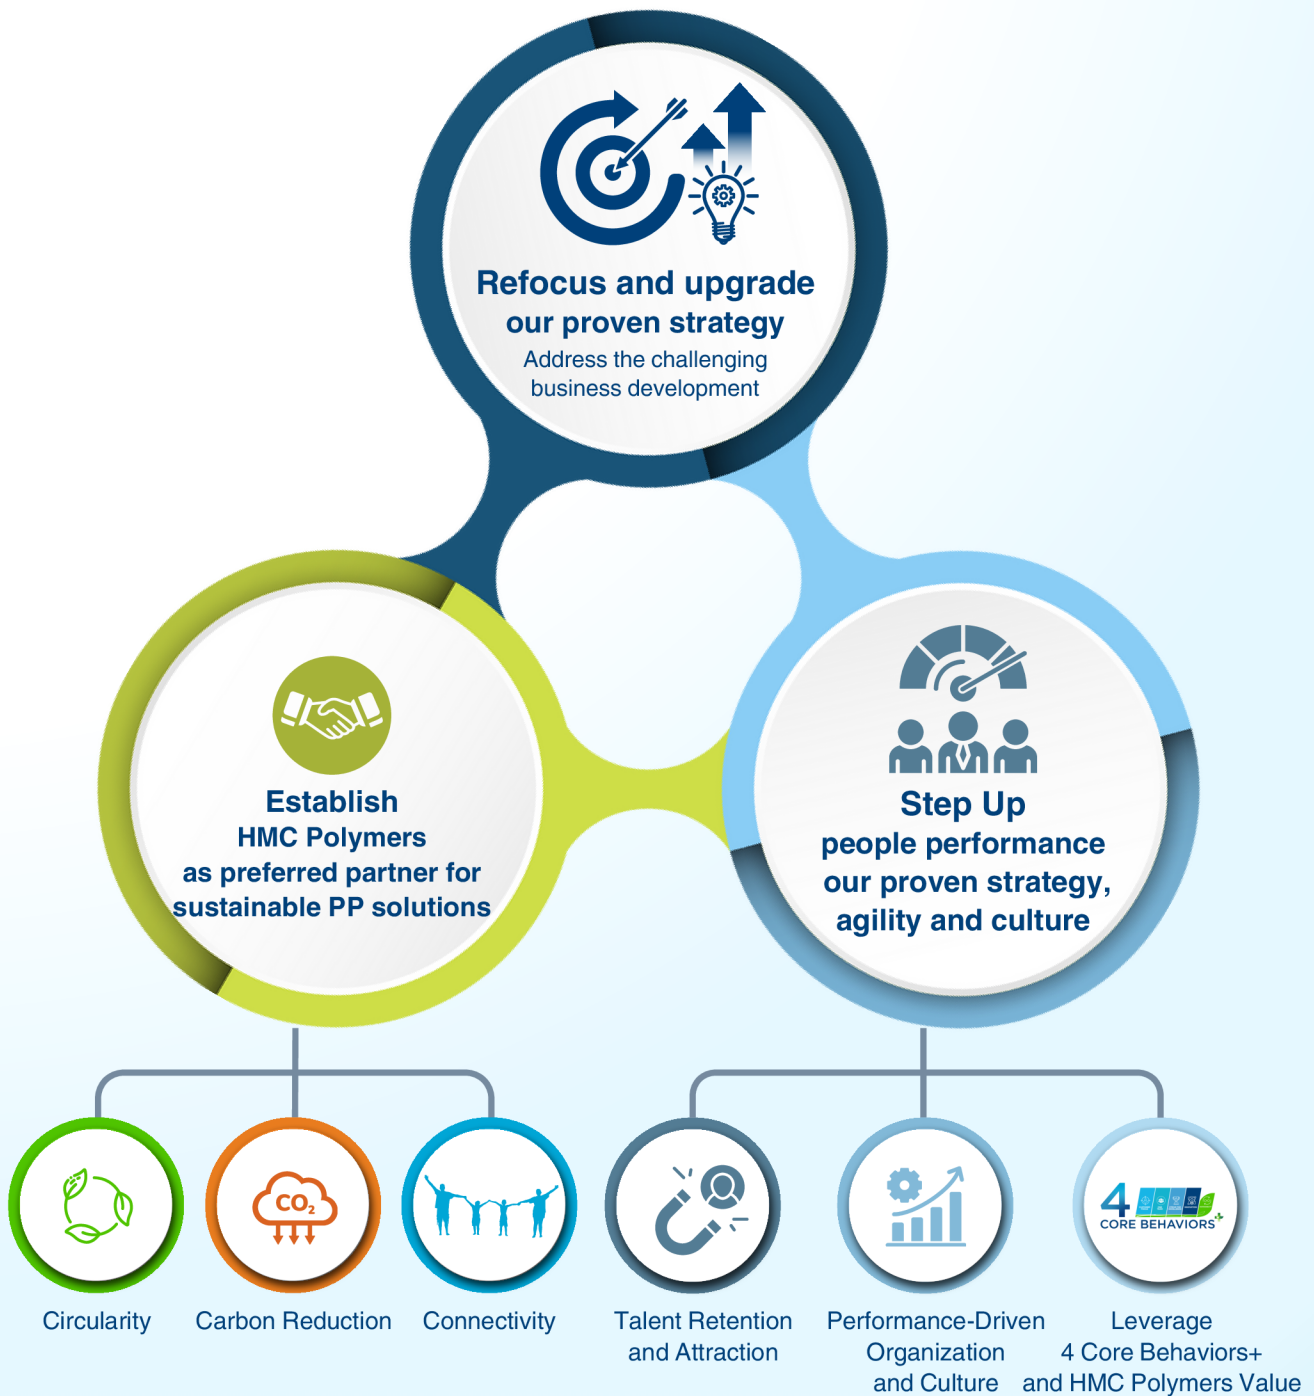 Refocus and upgrade
our proven strategy
Address the challenging
business development
Establish
HMC Polymers
as preferred partner for
sustainable PP solutions
Step Up
people performance
our proven strategy,
agility and culture
CO₂
4
CORE BEHAVIORS+
Circularity
Carbon Reduction
Connectivity
Talent Retention
and Attraction
Performance-Driven
Organization
and Culture
Leverage
4 Core Behaviors+
and HMC Polymers Value